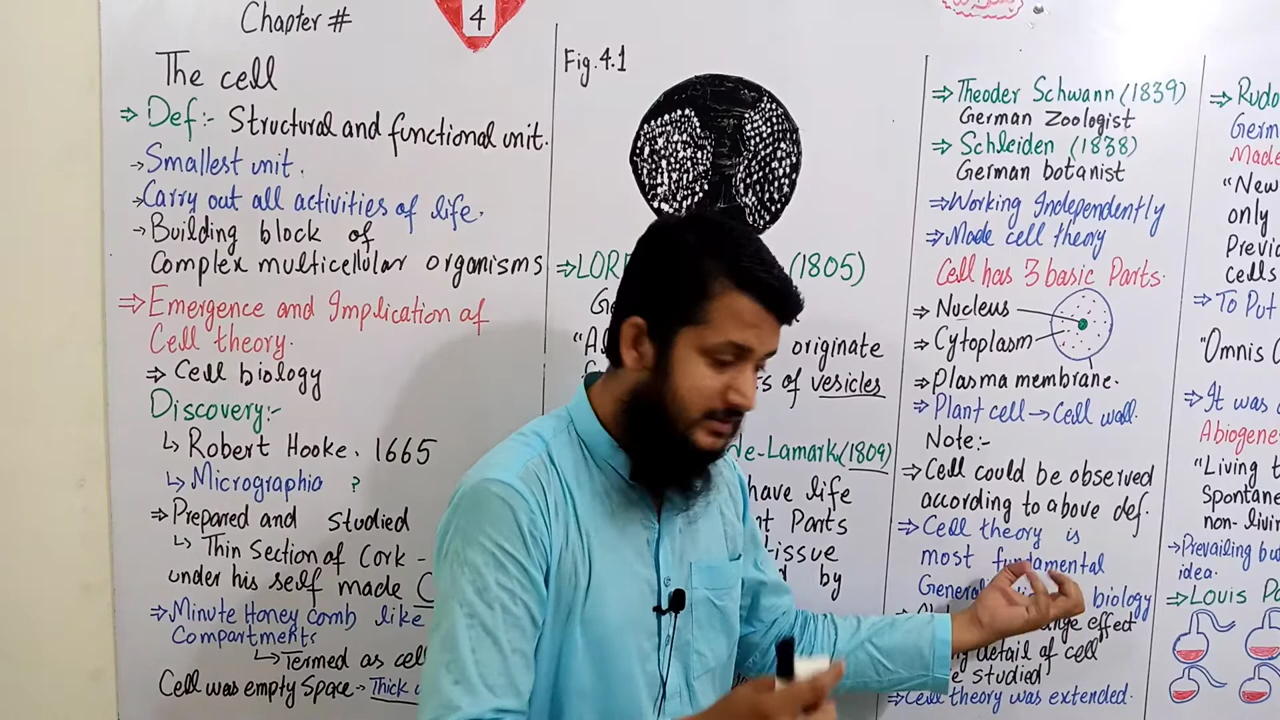 Chapter #
4
The cell
⇒ Def:- Structural and functional unit.
→ Smallest unit.
→ Carry out all activities of life.
→ Building block of
Complex multicellular organisms
⇒ Emergence and Implication of
Cell theory.
⇒ Cell biology
Discovery:-
↳ Robert Hooke. 1665
↳ Micrographia ?
⇒ Prepared and studied
↳ Thin Section of Cork -
under his self made
⇒ Minute Honey comb like
Compartments
↳ Termed as cell
Cell was empty Space - Thick
Fig. 4.1
⇒ LOR (1805)
originate
of vesicles
de-Lamark (1809)
have life
Parts
tissue
by
⇒ Theoder Schwann (1839)
German Zoologist
⇒ Schleiden (1838)
German botanist
⇒ Working Independently
⇒ Made cell theory
Cell has 3 basic Parts.
⇒ Nucleus
⇒ Cytoplasm
⇒ Plasma membrane.
⇒ Plant cell → Cell wall.
Note:-
⇒ Cell could be observed
according to above def.
⇒ Cell theory is
most fundamental
biology
effect
detail of cell
studied
⇒ Cell theory was extended.
⇒ Rudo
Germ
Made
"New
only
Previ
cells
⇒ To Put
"Omnis
⇒ It was
Abiogene
"Living
Spontane
non-livi
⇒ Prevailing bu
idea.
⇒ Louis Pa